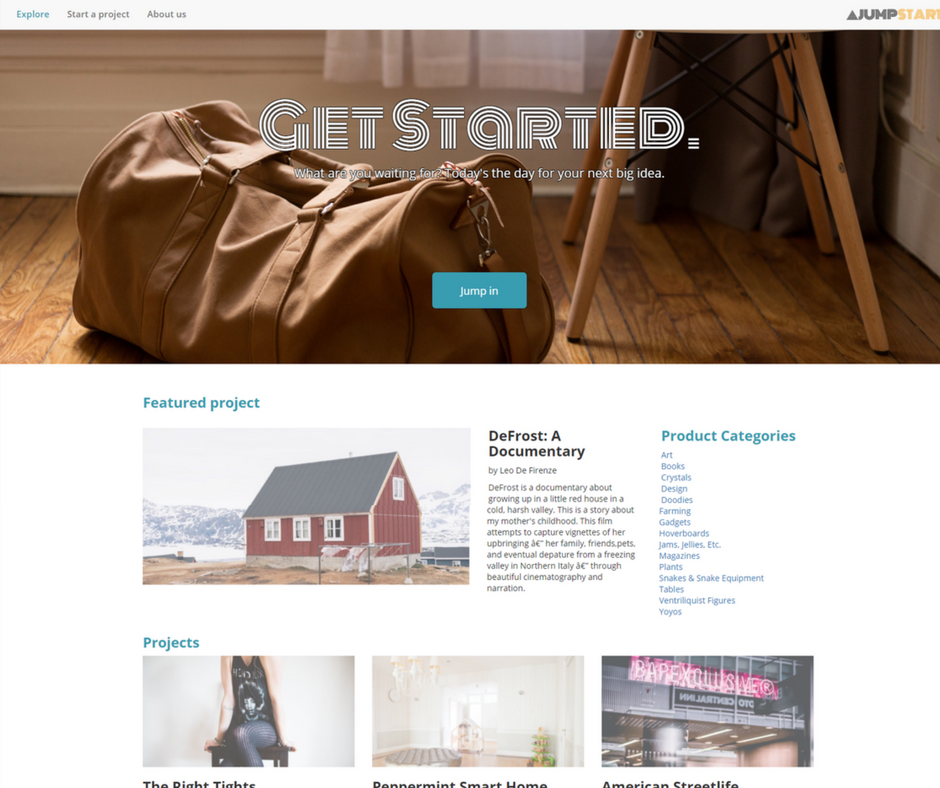 Explore Start a project About us
JUMPSTART
GET STARTED.
What are you waiting for? Today's the day for your next big idea.
Jump in
Featured project
DeFrost: A
Documentary
by Leo De Firenze
DeFrost is a documentary about
growing up in a little red house in a
cold, harsh valley. This is a story about
my mother's childhood. This film
attempts to capture vignettes of her
upbringing â€" her family, friends,pets,
and eventual depature from a freezing
valley in Northern Italy â€" through
beautiful cinematography and
narration.
Product Categories
Art
Books
Crystals
Design
Doodies
Farming
Gadgets
Hoverboards
Jams, Jellies, Etc.
Magazines
Plants
Snakes & Snake Equipment
Tables
Ventriliquist Figures
Yoyos
Projects
BAPEXCLUSIVE®
OTO CENTRALINN
The Right Tights
Peppermint Smart Home
American Streetlife